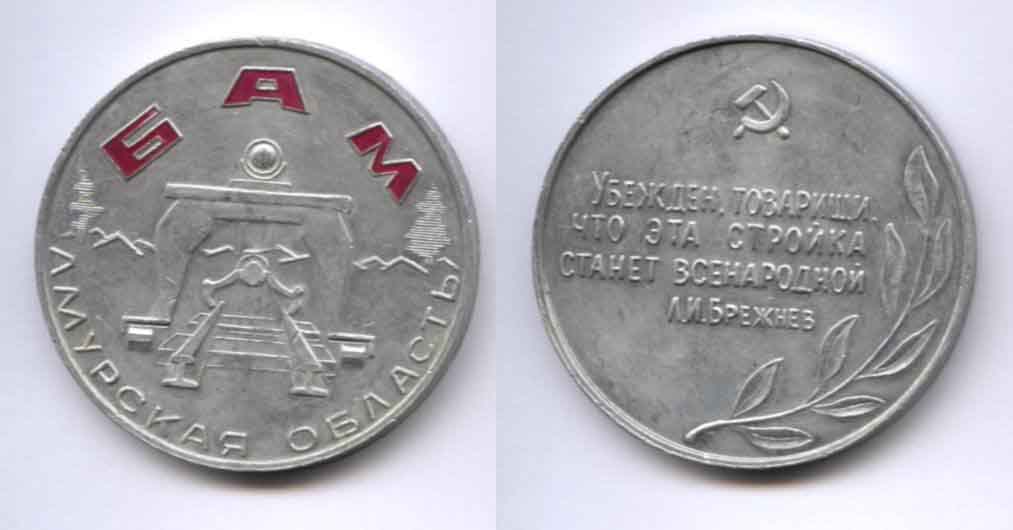 БАМ
АМУРСКАЯ ОБЛАСТЬ
УБЕЖДЕН, ТОВАРИЩИ,
ЧТО ЭТА СТРОЙКА
СТАНЕТ ВСЕНАРОДНОЙ
Л.И.БРЕЖНЕВ